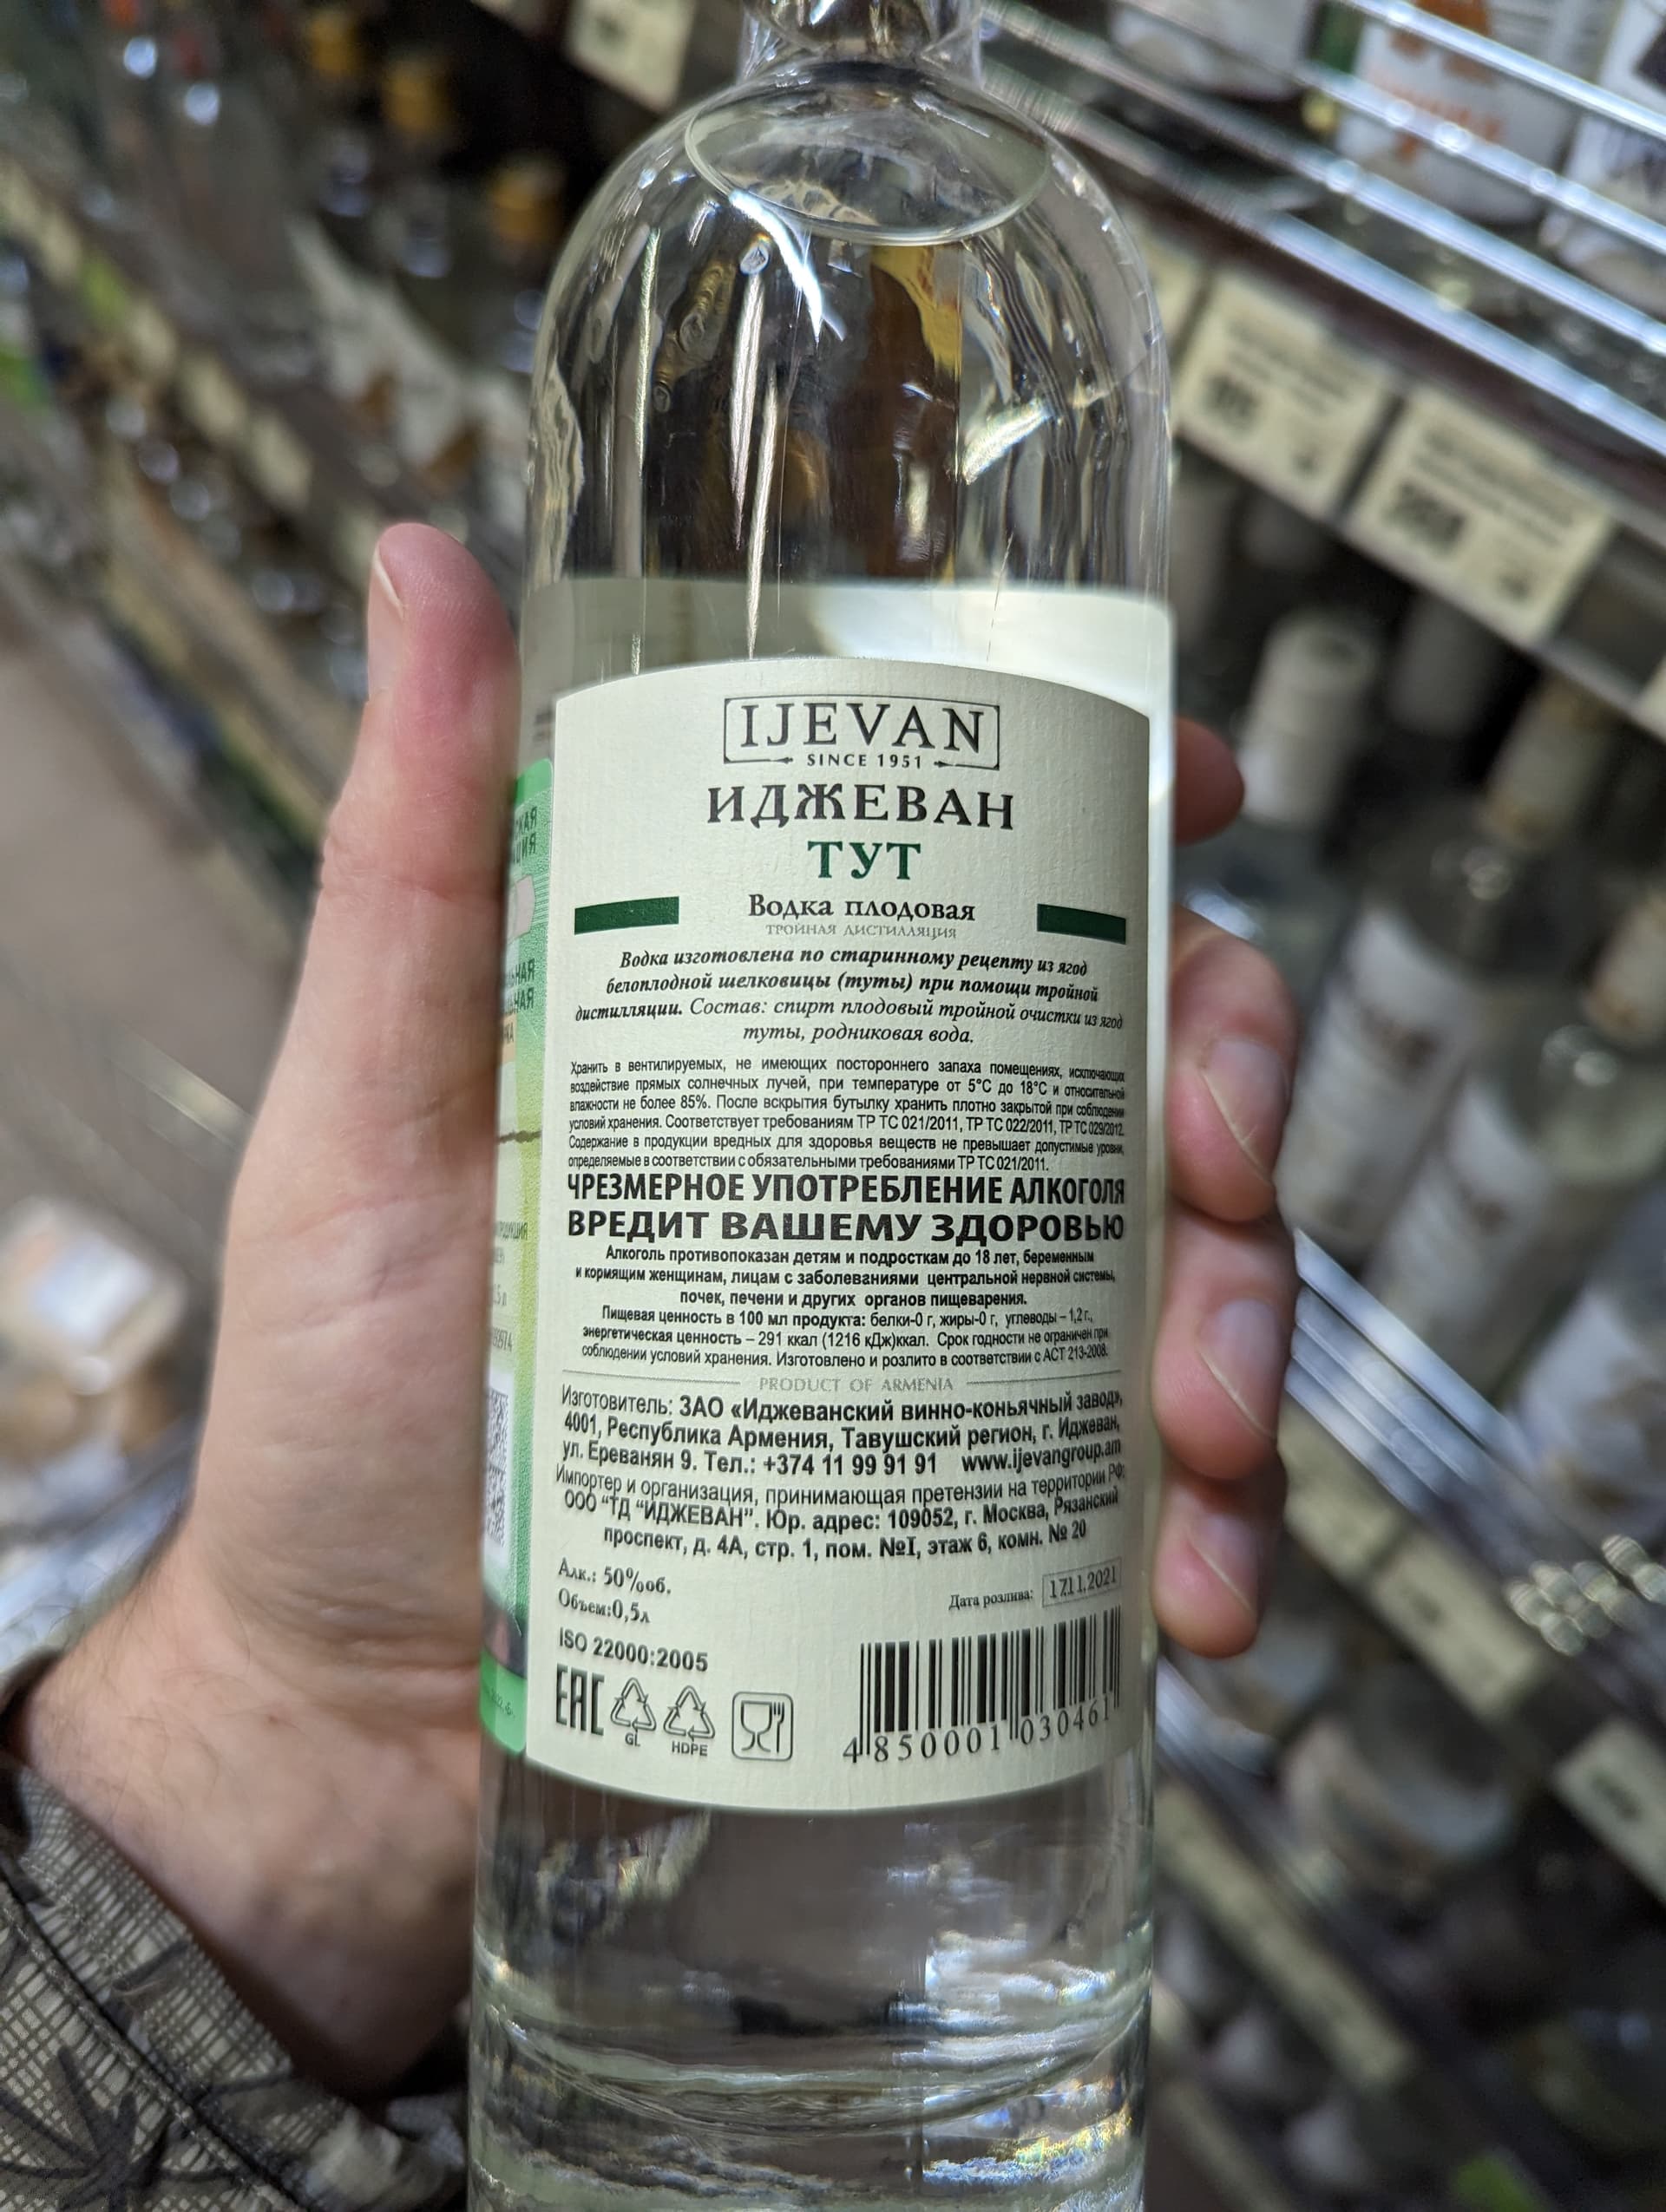 IJEVAN
SINCE 1951
ИДЖЕВАН
ТУТ
Водка плодовая
ТРОЙНАЯ ДИСТИЛЛЯЦИЯ
Водка изготовлена по старинному рецепту из ягод
белоплодной шелковицы (туты) при помощи тройной
дистилляции. Состав: спирт плодовый тройной очистки из ягод
туты, родниковая вода.
Хранить в вентилируемых, не имеющих постороннего запаха помещениях, исключающих
воздействие прямых солнечных лучей, при температуре от 5°С до 18°С и относительной
влажности не более 85%. После вскрытия бутылку хранить плотно закрытой при соблюдении
условий хранения. Соответствует требованиям ТР ТС 021/2011, ТР ТС 022/2011, ТР ТС 029/2012.
Содержание в продукции вредных для здоровья веществ не превышает допустимые уровни,
определяемые в соответствии с обязательными требованиями ТР ТС 021/2011.
ЧРЕЗМЕРНОЕ УПОТРЕБЛЕНИЕ АЛКОГОЛЯ
ВРЕДИТ ВАШЕМУ ЗДОРОВЬЮ
Алкоголь противопоказан детям и подросткам до 18 лет, беременным
и кормящим женщинам, лицам с заболеваниями центральной нервной системы,
почек, печени и других органов пищеварения.
Пищевая ценность в 100 мл продукта: белки-0 г, жиры-0 г, углеводы – 1,2 г.,
энергетическая ценность – 291 ккал (1216 кДж)ккал. Срок годности не ограничен при
соблюдении условий хранения. Изготовлено и розлито в соответствии с АСТ 213-2008.
PRODUCT OF ARMENIA
Изготовитель: ЗАО «Иджеванский винно-коньячный завод»,
4001, Республика Армения, Тавушский регион, г. Иджеван,
ул. Ереванян 9. Тел.: +374 11 99 91 91 www.ijevangroup.am
Импортер и организация, принимающая претензии на территории РФ:
ООО “ТД “ИДЖЕВАН”. Юр. адрес: 109052, г. Москва, Рязанский
проспект, д. 4А, стр. 1, пом. №I, этаж 6, комн. № 20
Алк.: 50%об.
Объем:0,5л
Дата розлива: 17.11.2021
ISO 22000:2005
EAC
GL
HDPE
4 850001 030461